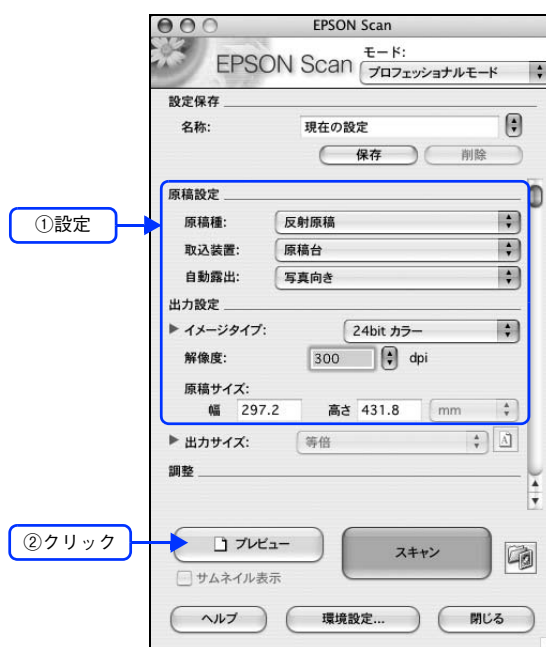 EPSON Scan
EPSON Scan
モード:
プロフェッショナルモード
設定保存
名称: 現在の設定
保存 削除
原稿設定
①設定
原稿種: 反射原稿
取込装置: 原稿台
自動露出: 写真向き
出力設定
イメージタイプ: 24bit カラー
解像度: 300 dpi
原稿サイズ:
幅 297.2 高さ 431.8 mm
出力サイズ: 等倍
調整
②クリック
プレビュー スキャン
サムネイル表示
ヘルプ 環境設定... 閉じる